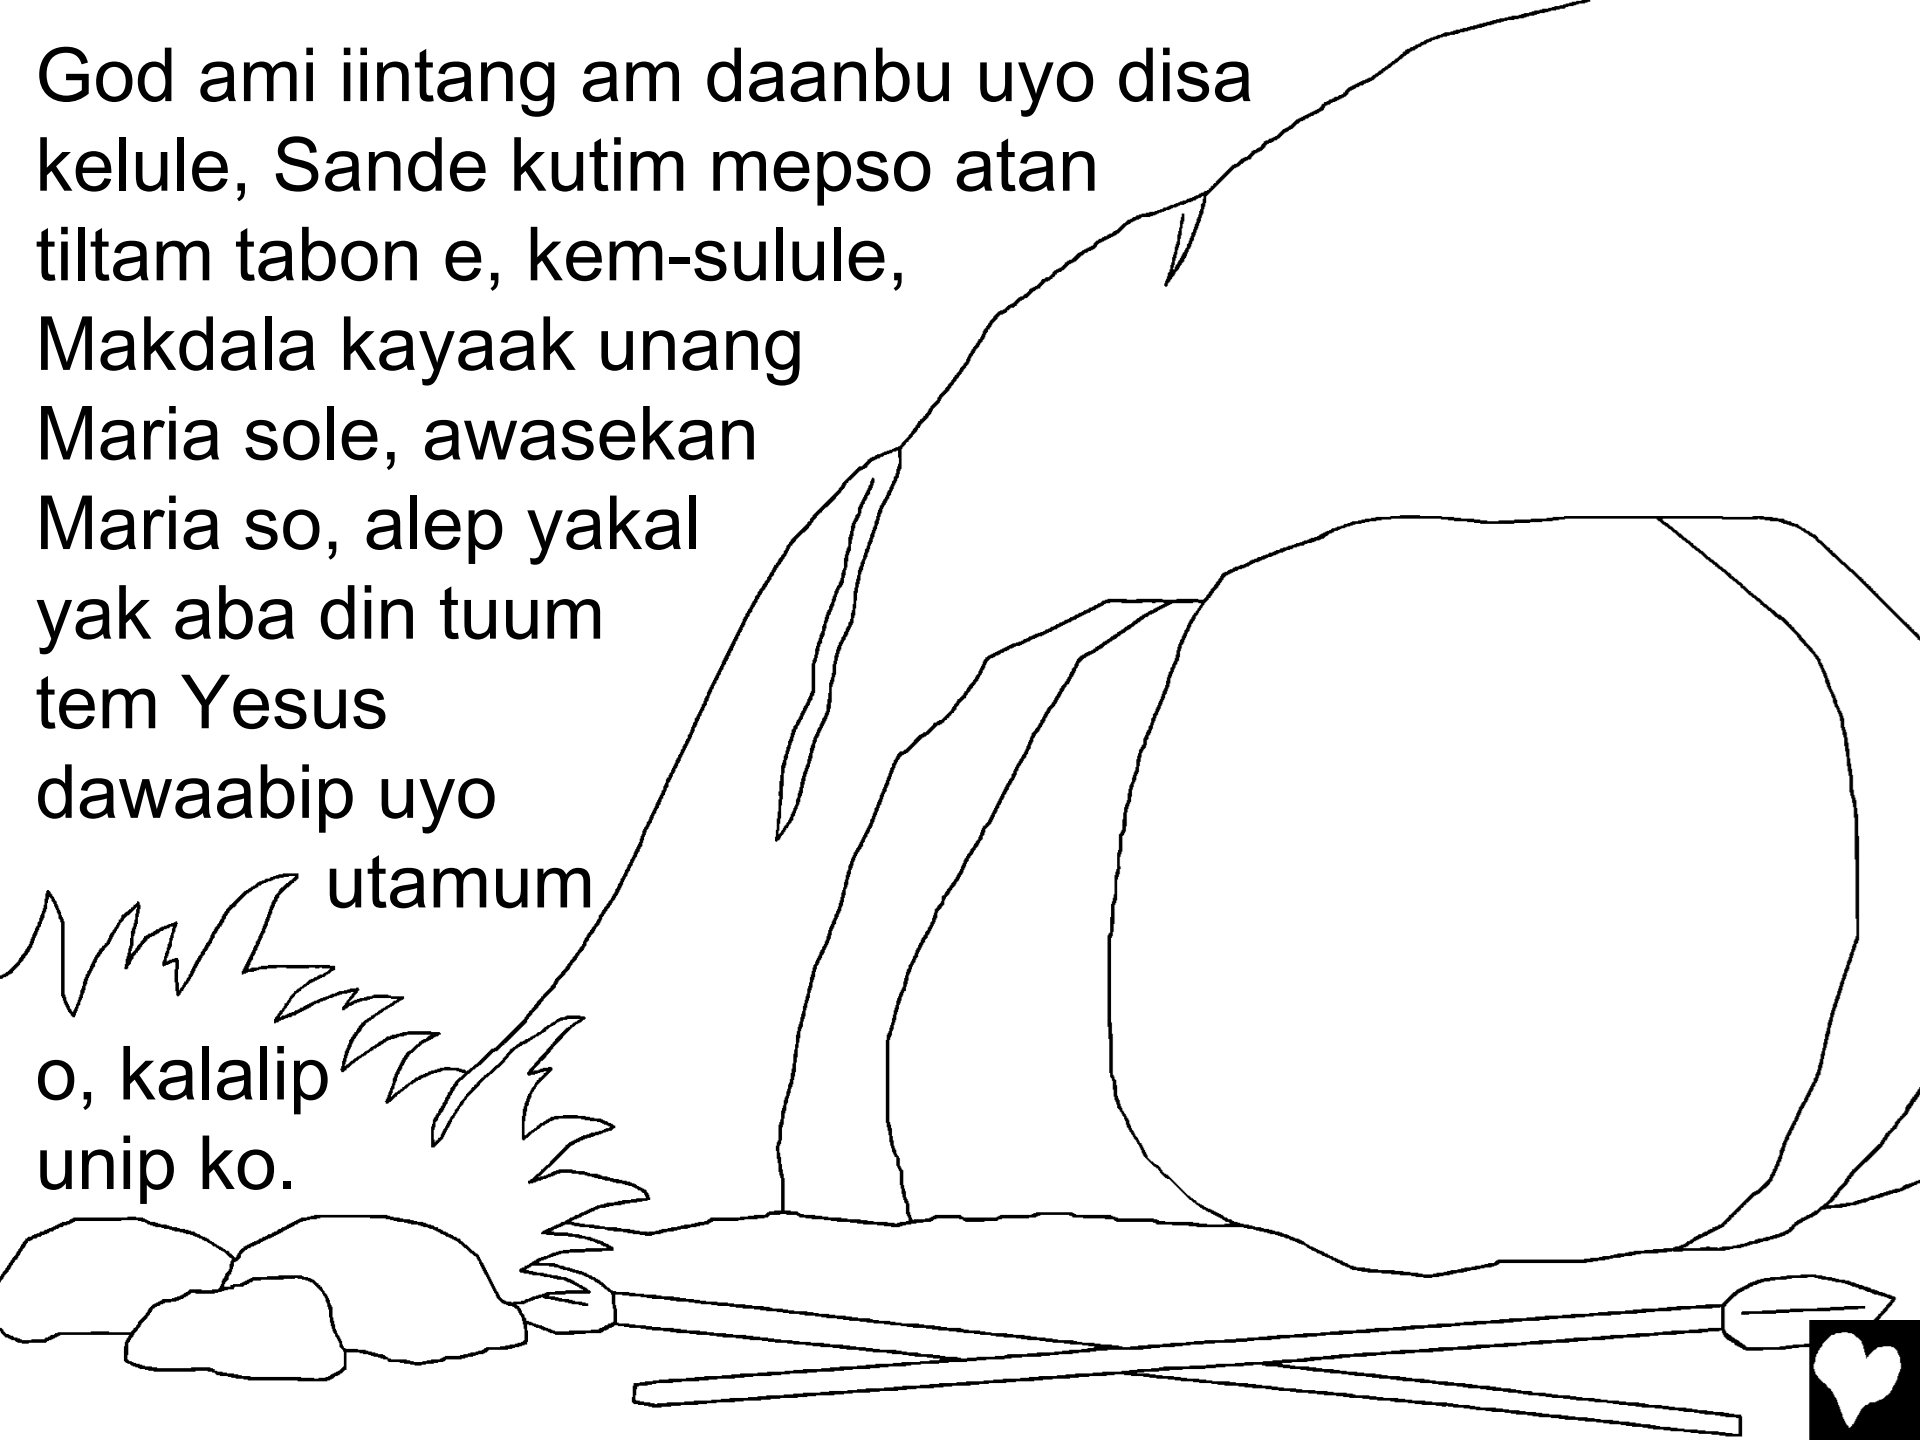 God ami iintang am daanbu uyo disa
kelule, Sande kutim mepso atan
tiltam tabon e, kem-sulule,
Makdala kayaak unang
Maria sole, awasekan
Maria so, alep yakal
yak aba din tuum
tem Yesus
dawaabip uyo
utamum
o, kalalip
unip ko.